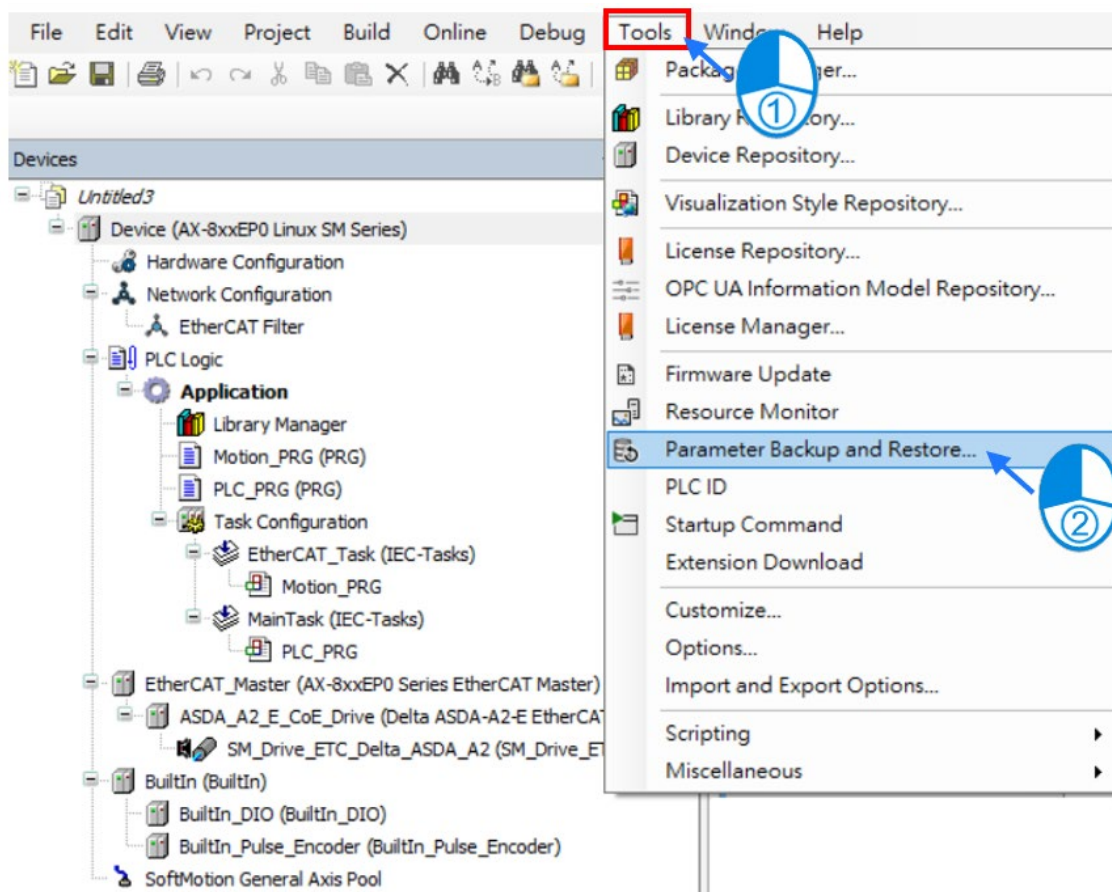 File Edit View Project Build Online Debug Tools Help
Devices
Untitled3
Device (AX-8xxEP0 Linux SM Series)
Hardware Configuration
Network Configuration
EtherCAT Filter
PLC Logic
Application
Library Manager
Motion_PRG (PRG)
PLC_PRG (PRG)
Task Configuration
EtherCAT_Task (IEC-Tasks)
Motion_PRG
MainTask (IEC-Tasks)
PLC_PRG
EtherCAT_Master (AX-8xxEP0 Series EtherCAT Master)
ASDA_A2_E_CoE_Drive (Delta ASDA-A2-E EtherCA
SM_Drive_ETC_Delta_ASDA_A2 (SM_Drive_ET
BuiltIn (BuiltIn)
BuiltIn_DIO (BuiltIn_DIO)
BuiltIn_Pulse_Encoder (BuiltIn_Pulse_Encoder)
SoftMotion General Axis Pool
①
Library
Device Repository...
Visualization Style Repository...
License Repository...
OPC UA Information Model Repository...
License Manager...
Firmware Update
Resource Monitor
Parameter Backup and Restore...
PLC ID
②
Startup Command
Extension Download
Customize...
Options...
Import and Export Options...
Scripting
Miscellaneous